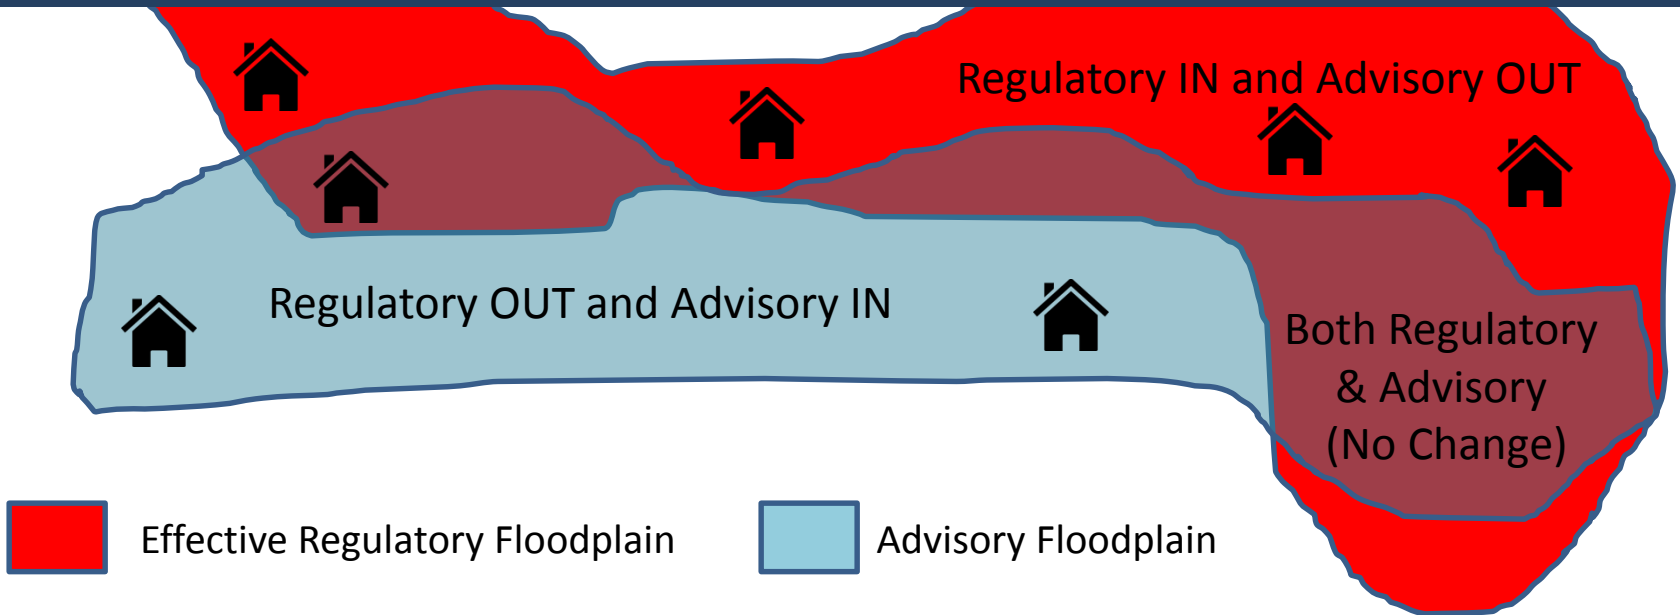 Regulatory IN and Advisory OUT
Regulatory OUT and Advisory IN
Both Regulatory
& Advisory
(No Change)
Effective Regulatory Floodplain
Advisory Floodplain